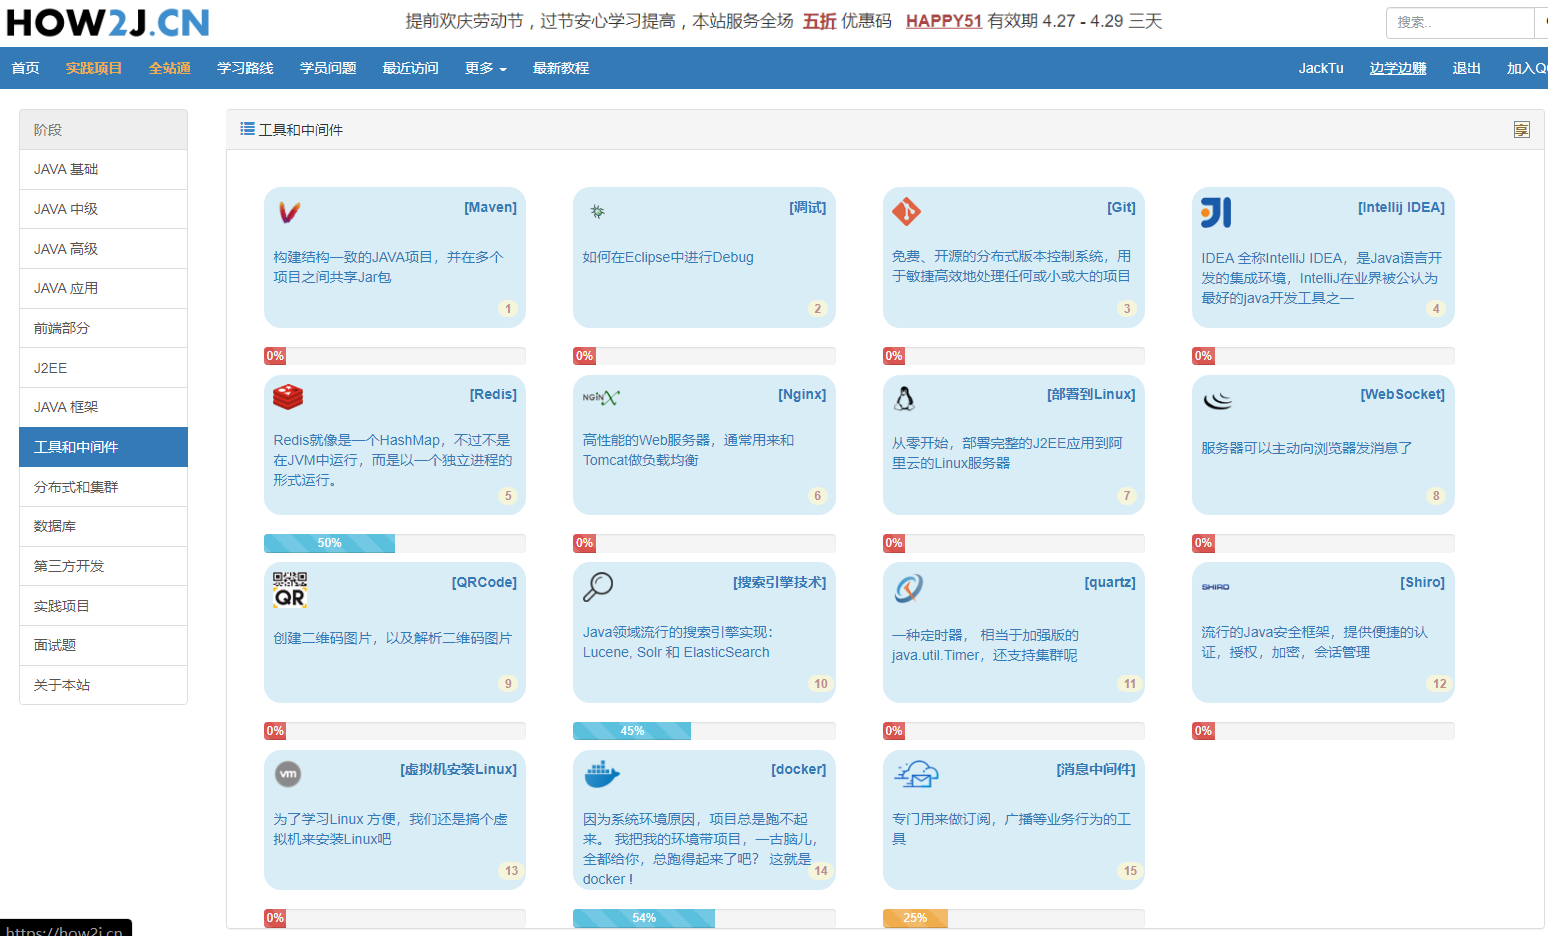 HOW2J.CN
提前欢庆劳动节，过节安心学习提高，本站服务全场 五折 优惠码 HAPPY51 有效期 4.27 - 4.29 三天
搜索..
首页 实践项目 全站通 学习路线 学员问题 最近访问 更多 最新教程 JackTu 边学边赚 退出 加入Q
阶段
JAVA 基础
JAVA 中级
JAVA 高级
JAVA 应用
前端部分
J2EE
JAVA 框架
工具和中间件
分布式和集群
数据库
第三方开发
实践项目
面试题
关于本站
工具和中间件
享
[Maven]
构建结构一致的JAVA项目，并在多个
项目之间共享Jar包
1
0%
[调试]
如何在Eclipse中进行Debug
2
0%
[Git]
免费、开源的分布式版本控制系统，用
于敏捷高效地处理任何或小或大的项目
3
0%
[Intellij IDEA]
IDEA 全称IntelliJ IDEA，是Java语言开
发的集成环境，IntelliJ在业界被公认为
最好的java开发工具之一
4
0%
[Redis]
Redis就像是一个HashMap，不过不是
在JVM中运行，而是以一个独立进程的
形式运行。
5
50%
NGINX
[Nginx]
高性能的Web服务器，通常用来和
Tomcat做负载均衡
6
0%
[部署到Linux]
从零开始，部署完整的J2EE应用到阿
里云的Linux服务器
7
0%
[WebSocket]
服务器可以主动向浏览器发消息了
8
0%
QR
[QRCode]
创建二维码图片，以及解析二维码图片
9
0%
[搜索引擎技术]
Java领域流行的搜索引擎实现：
Lucene, Solr 和 ElasticSearch
10
45%
[quartz]
一种定时器， 相当于加强版的
java.util.Timer，还支持集群呢
11
0%
SHIRO
[Shiro]
流行的Java安全框架，提供便捷的认
证，授权，加密，会话管理
12
0%
vm
[虚拟机安装Linux]
为了学习Linux 方便，我们还是搞个虚
拟机来安装Linux吧
13
0%
[docker]
因为系统环境原因，项目总是跑不起
来。 我把我的环境带项目，一古脑儿，
全都给你，总跑得起来了吧？ 这就是
docker !
14
54%
[消息中间件]
专门用来做订阅，广播等业务行为的工
具
15
25%
https://how2j.cn